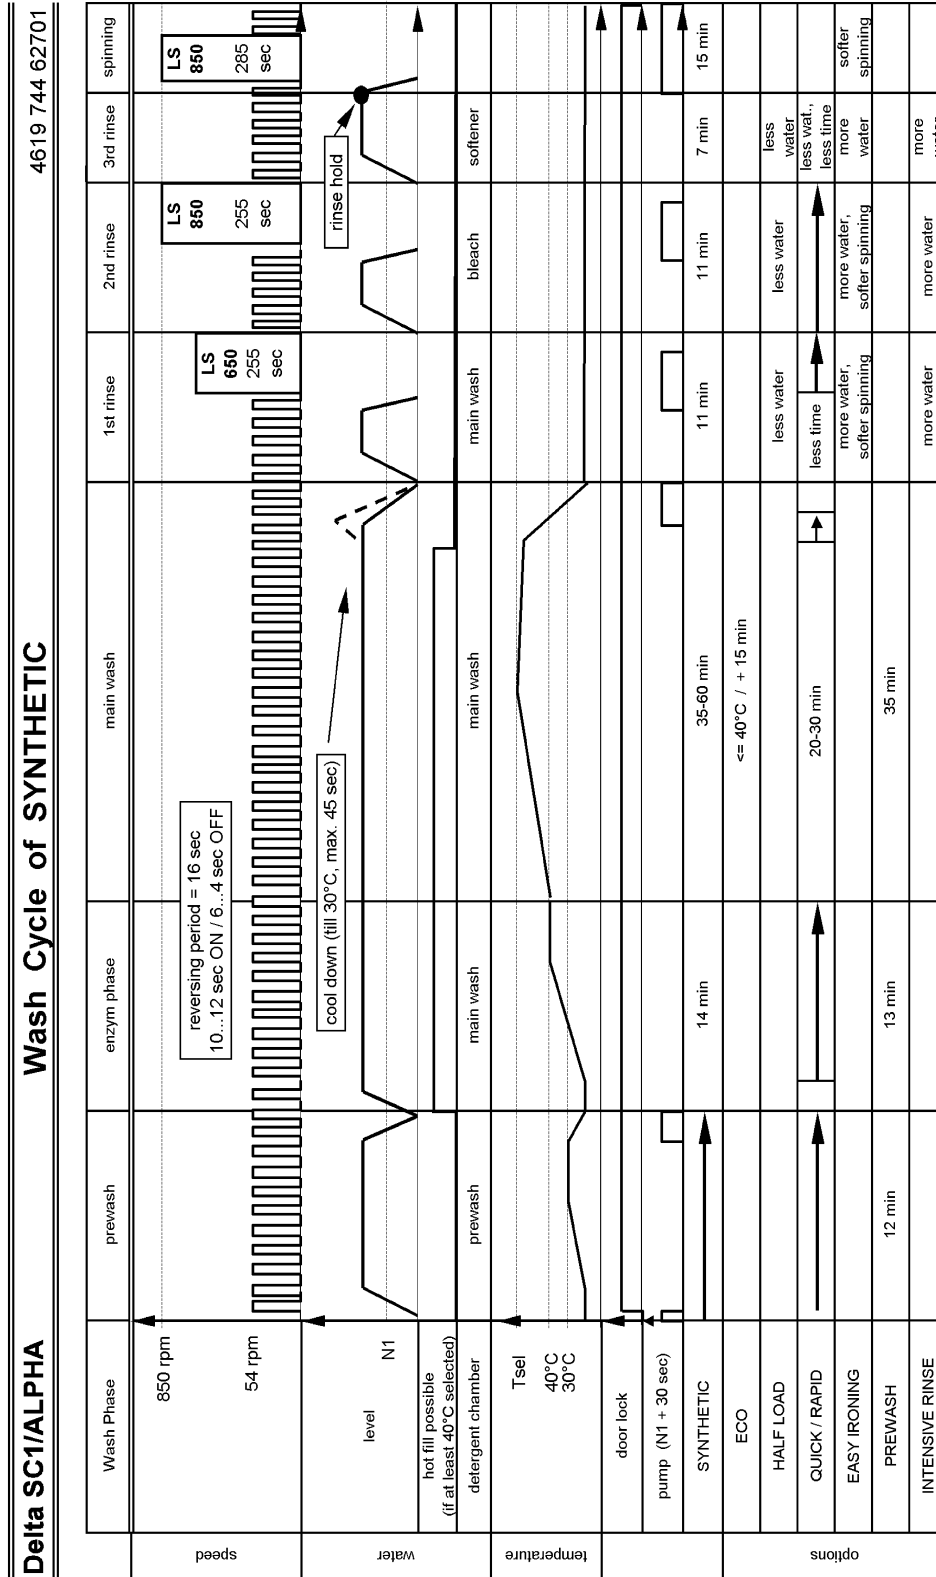 Delta SC1/ALPHA
Wash Cycle of SYNTHETIC
4619 744 62701
Wash Phase
prewash
enzym phase
main wash
1st rinse
2nd rinse
3rd rinse
spinning
speed
850 rpm
54 rpm
reversing period = 16 sec
10...12 sec ON / 6...4 sec OFF
LS
650
255
sec
LS
850
255
sec
LS
850
285
sec
water
level
N1
cool down (till 30°C, max. 45 sec)
rinse hold
hot fill possible
(if at least 40°C selected)
detergent chamber
prewash
main wash
main wash
main wash
bleach
softener
temperature
Tsel
40°C
30°C
door lock
pump (N1 + 30 sec)
options
SYNTHETIC
14 min
35-60 min
11 min
11 min
7 min
15 min
ECO
<= 40°C / + 15 min
HALF LOAD
less water
less water
less
water
QUICK / RAPID
20-30 min
less time
less wat.,
less time
EASY IRONING
more water,
softer spinning
more water,
softer spinning
more
water
softer
spinning
PREWASH
12 min
13 min
35 min
INTENSIVE RINSE
more water
more water
more